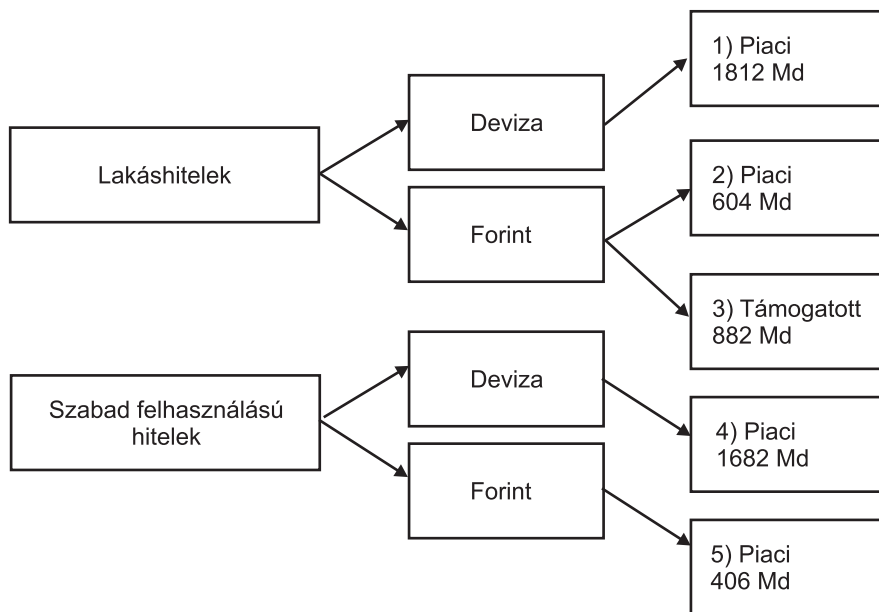 Lakáshitelek
Deviza
Forint
1) Piaci
1812 Md
2) Piaci
604 Md
3) Támogatott
882 Md
Szabad felhasználású
hitelek
Deviza
Forint
4) Piaci
1682 Md
5) Piaci
406 Md